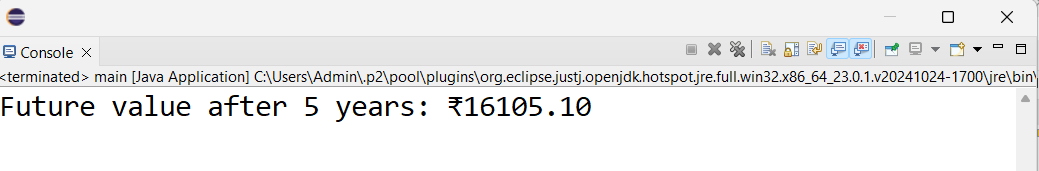 Console
<terminated> main [Java Application] C:\Users\Admin\.p2\pool\plugins\org.eclipse.justj.openjdk.hotspot.jre.full.win32.x86_64_23.0.1.v20241024-1700\jre\bin\
Future value after 5 years: ₹16105.10